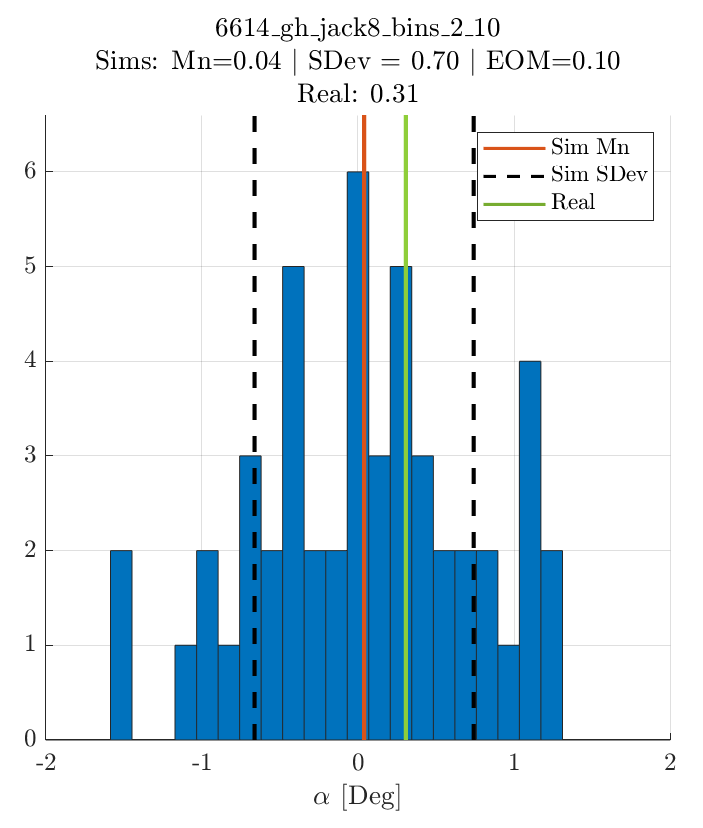 6614_gh_jack8_bins_2_10
Sims: Mn=0.04 | SDev = 0.70 | EOM=0.10
Real: 0.31
Sim Mn
Sim SDev
Real
6
5
4
3
2
1
0
-2 -1 0 1 2
α [Deg]